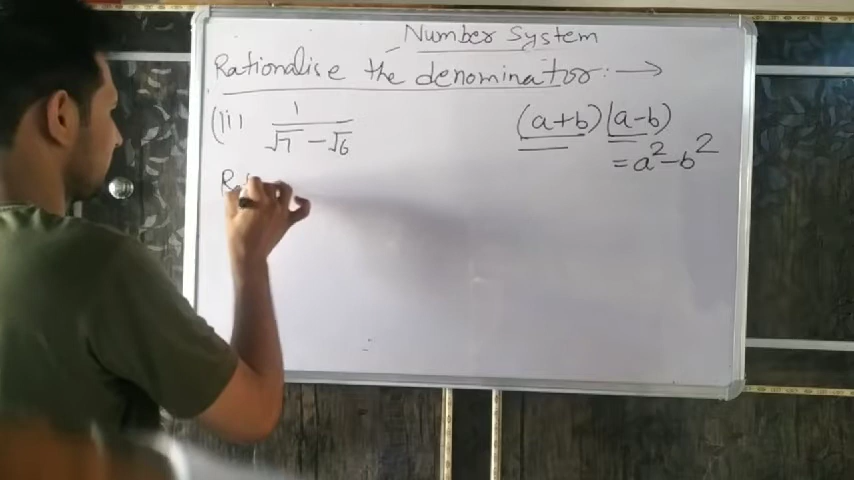 Number System
Rationalise the denominator :→
(ii) 1/(√7 − √6)
(a+b)(a-b)
= a² - b²